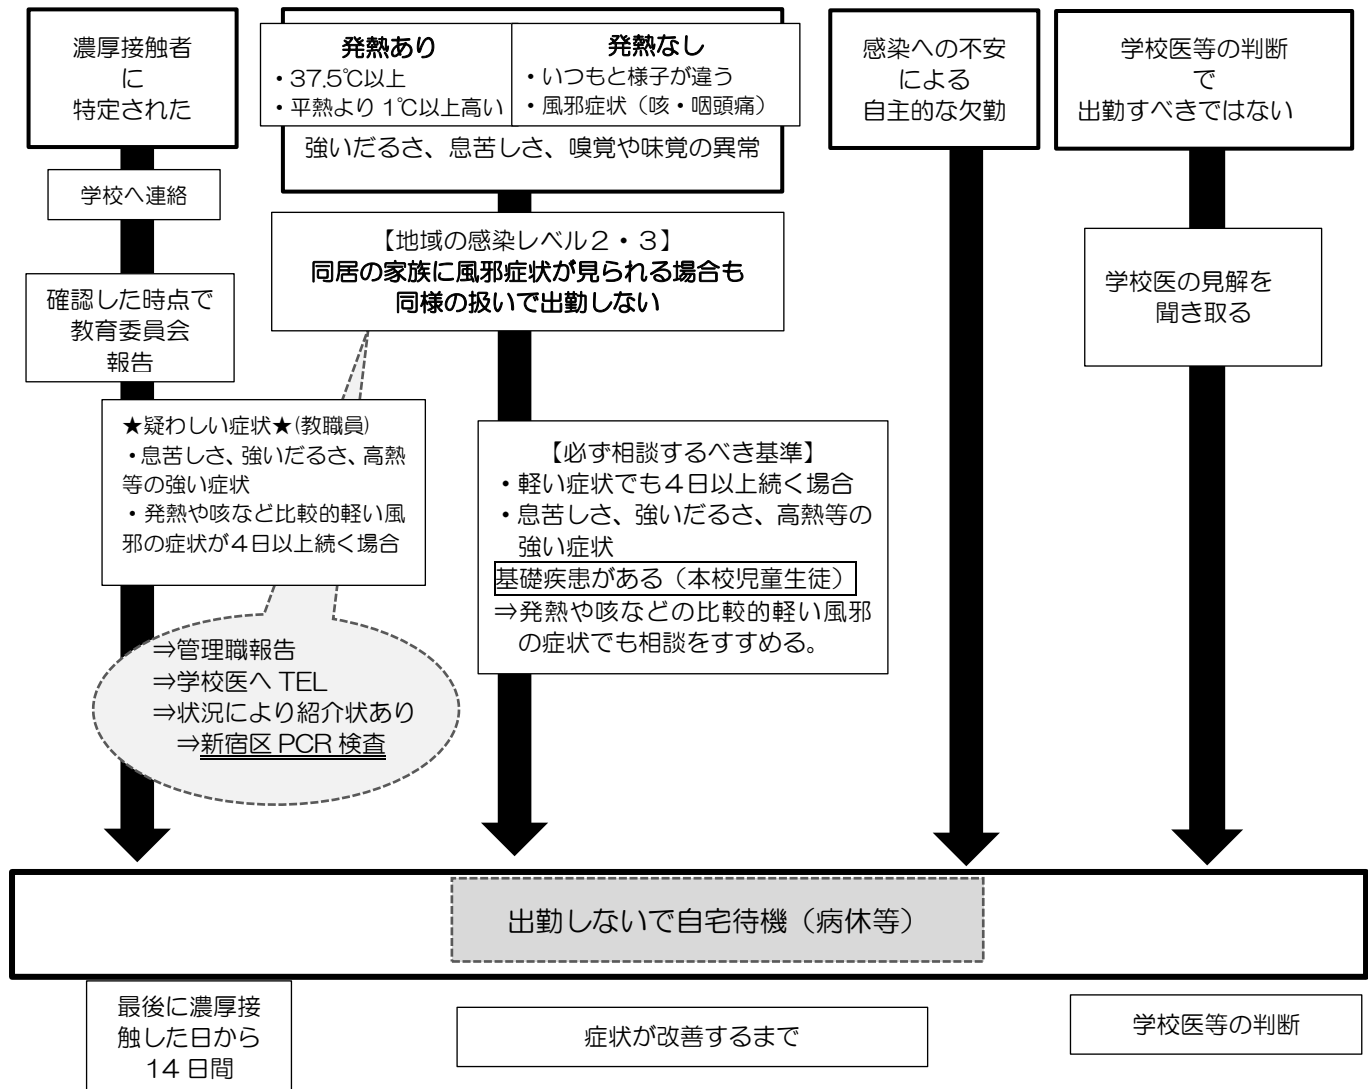 濃厚接触者
に
特定された
発熱あり
・37.5℃以上
・平熱より1℃以上高い
発熱なし
・いつもと様子が違う
・風邪症状（咳・咽頭痛）
強いだるさ、息苦しさ、嗅覚や味覚の異常
感染への不安
による
自主的な欠勤
学校医等の判断
で
出勤すべきではない
学校へ連絡
【地域の感染レベル２・３】
同居の家族に風邪症状が見られる場合も
同様の扱いで出勤しない
確認した時点で
教育委員会
報告
学校医の見解を
聞き取る
★疑わしい症状★(教職員)
・息苦しさ、強いだるさ、高熱
等の強い症状
・発熱や咳など比較的軽い風
邪の症状が４日以上続く場合
【必ず相談するべき基準】
・軽い症状でも４日以上続く場合
・息苦しさ、強いだるさ、高熱等の
強い症状
基礎疾患がある（本校児童生徒）
⇒発熱や咳などの比較的軽い風邪
の症状でも相談をすすめる。
⇒管理職報告
⇒学校医へ TEL
⇒状況により紹介状あり
⇒新宿区 PCR 検査
出勤しないで自宅待機（病休等）
最後に濃厚接
触した日から
14 日間
症状が改善するまで
学校医等の判断